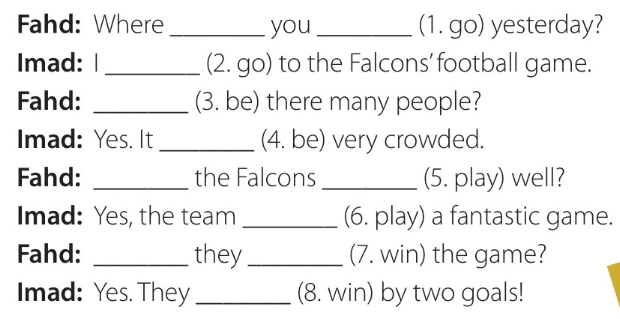 Fahd: Where ________ you ________ (1. go) yesterday?
Imad: I ________ (2. go) to the Falcons' football game.
Fahd: ________ (3. be) there many people?
Imad: Yes. It ________ (4. be) very crowded.
Fahd: ________ the Falcons ________ (5. play) well?
Imad: Yes, the team ________ (6. play) a fantastic game.
Fahd: ________ they ________ (7. win) the game?
Imad: Yes. They ________ (8. win) by two goals!